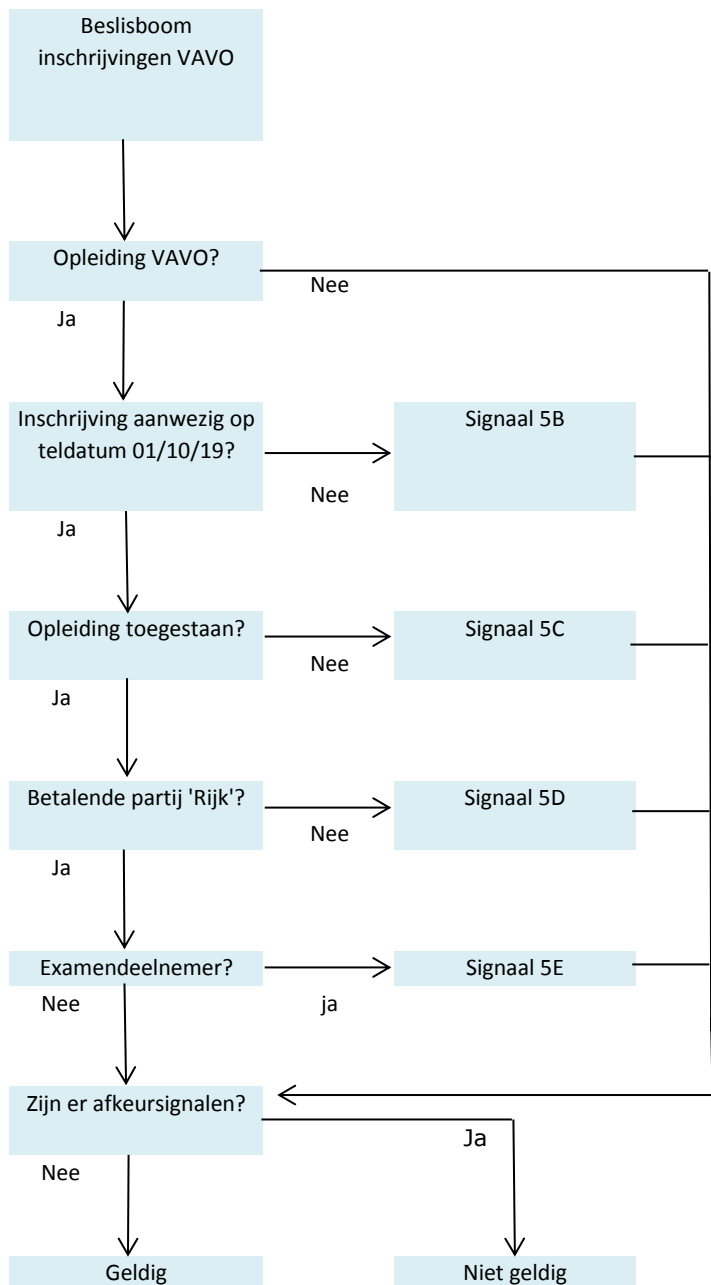 Beslisboom
inschrijvingen VAVO
Opleiding VAVO?
Nee
Ja
Inschrijving aanwezig op
teldatum 01/10/19?
Signaal 5B
Nee
Ja
Opleiding toegestaan?
Signaal 5C
Nee
Ja
Betalende partij 'Rijk'?
Signaal 5D
Nee
Ja
Examendeelnemer?
Signaal 5E
Nee
ja
Zijn er afkeursignalen?
Ja
Nee
Geldig
Niet geldig